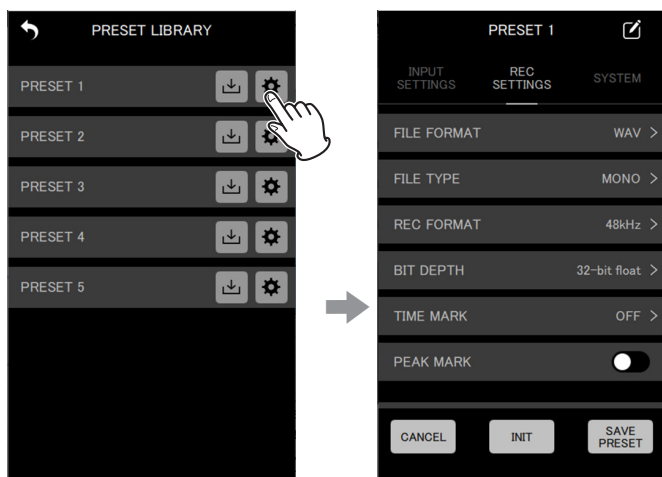 PRESET LIBRARY
PRESET 1
PRESET 2
PRESET 3
PRESET 4
PRESET 5
PRESET 1
INPUT
SETTINGS
REC
SETTINGS
SYSTEM
FILE FORMAT WAV >
FILE TYPE MONO >
REC FORMAT 48kHz >
BIT DEPTH 32-bit float >
TIME MARK OFF >
PEAK MARK
CANCEL
INIT
SAVE
PRESET